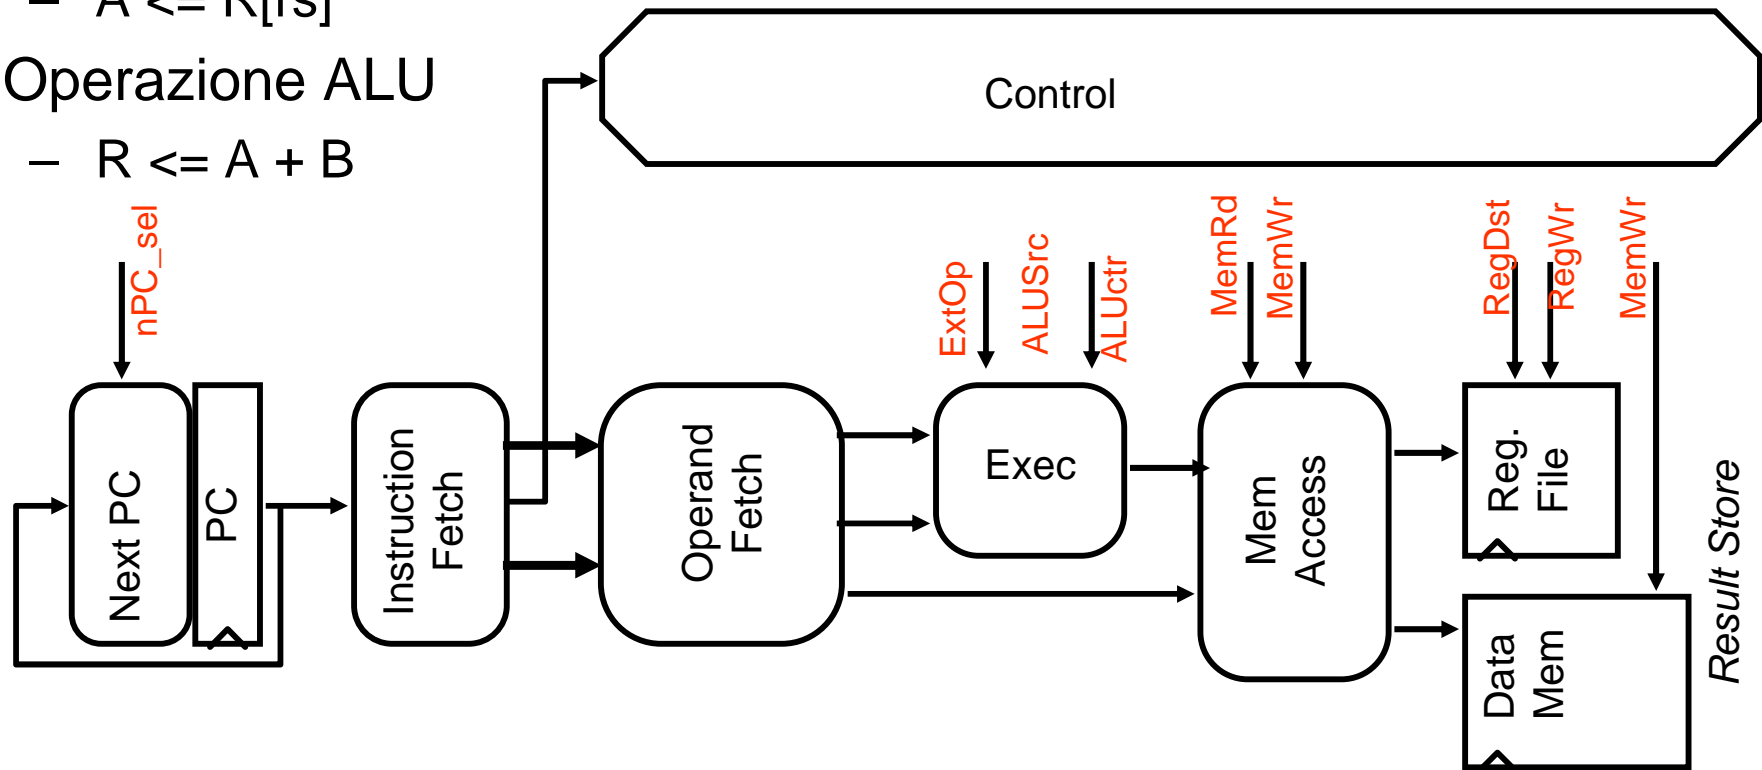 – A <= R[rs]
Operazione ALU
– R <= A + B
Control
nPC_sel
ExtOp
ALUSrc
ALUctr
MemRd
MemWr
RegDst
RegWr
MemWr
Next PC
PC
Instruction
Fetch
Operand
Fetch
Exec
Mem
Access
Reg.
File
Data
Mem
Result Store